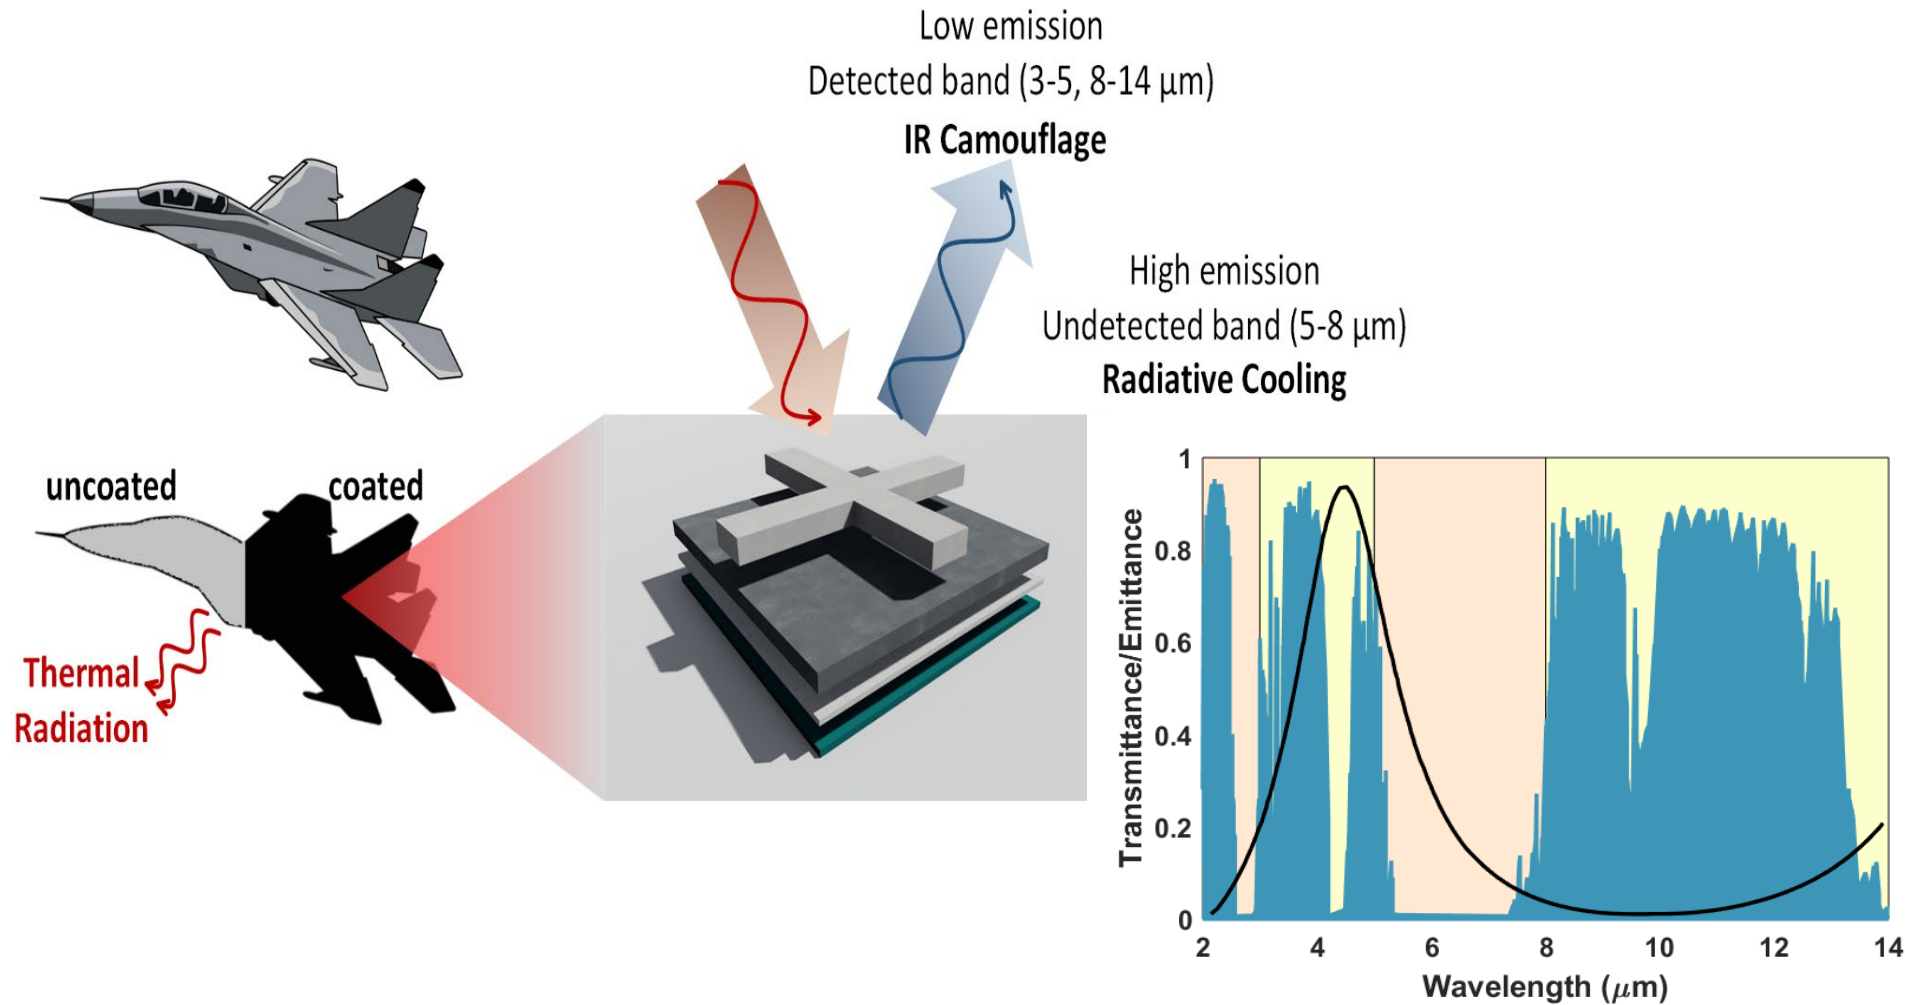 Low emission
Detected band (3-5, 8-14 μm)
IR Camouflage
High emission
Undetected band (5-8 μm)
Radiative Cooling
uncoated
coated
Thermal
Radiation
Transmittance/Emittance
1
0.8
0.6
0.4
0.2
0
2 4 6 8 10 12 14
Wavelength (μm)